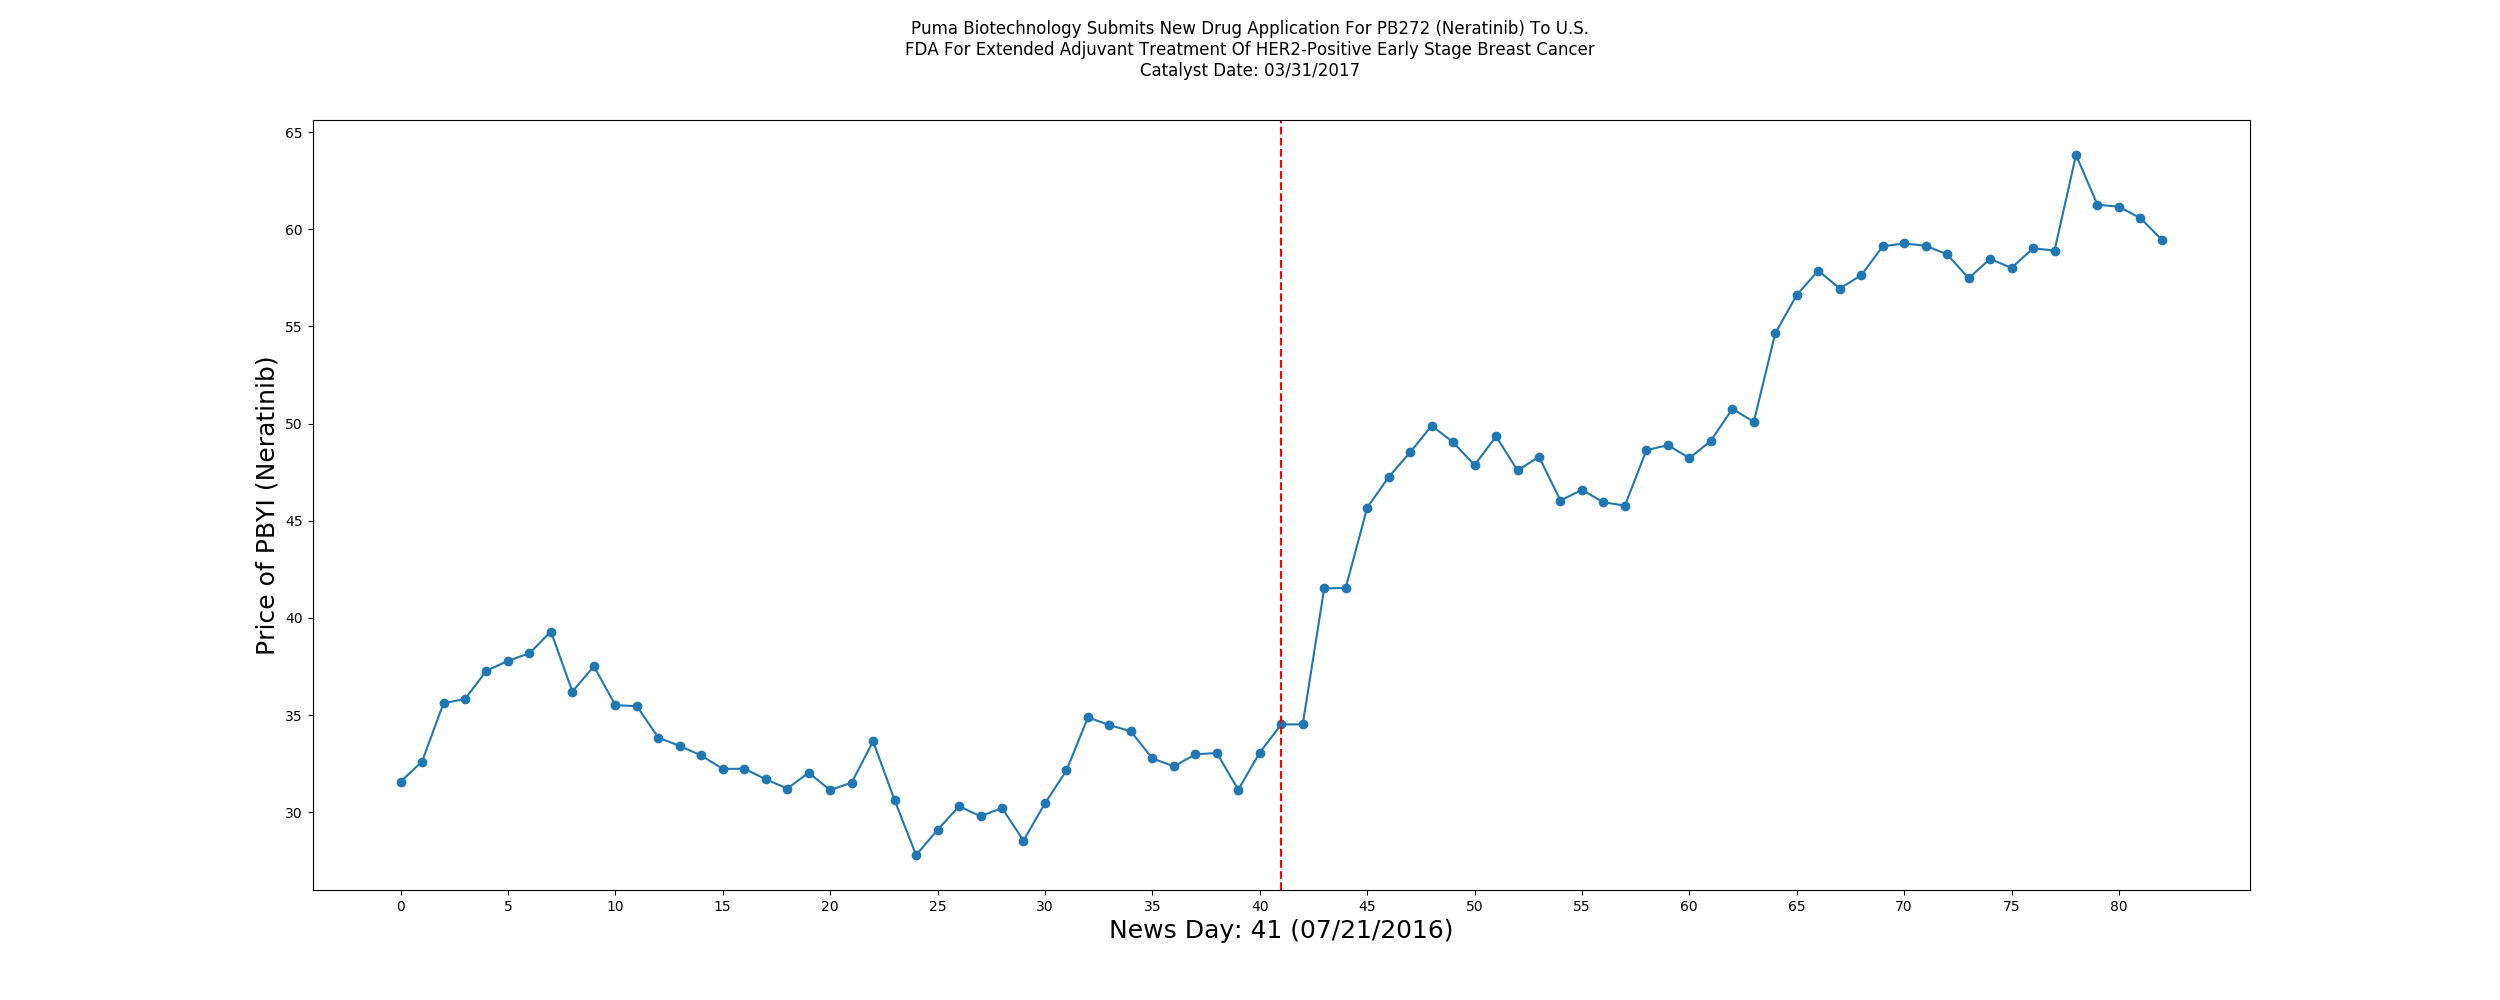 Puma Biotechnology Submits New Drug Application For PB272 (Neratinib) To U.S.
FDA For Extended Adjuvant Treatment Of HER2-Positive Early Stage Breast Cancer
Catalyst Date: 03/31/2017
Price of PBYI (Neratinib)
65
60
55
50
45
40
35
30
0 5 10 15 20 25 30 35 40 45 50 55 60 65 70 75 80
News Day: 41 (07/21/2016)